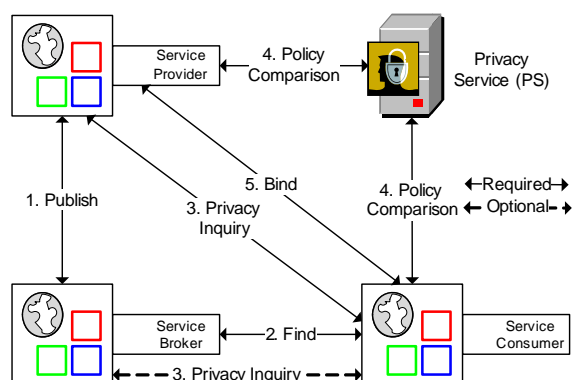 Service
Provider
4. Policy
Comparison
Privacy
Service (PS)
1. Publish
5. Bind
3. Privacy
Inquiry
4. Policy
Comparison
Required
Optional
Service
Broker
2. Find
Service
Consumer
3. Privacy Inquiry